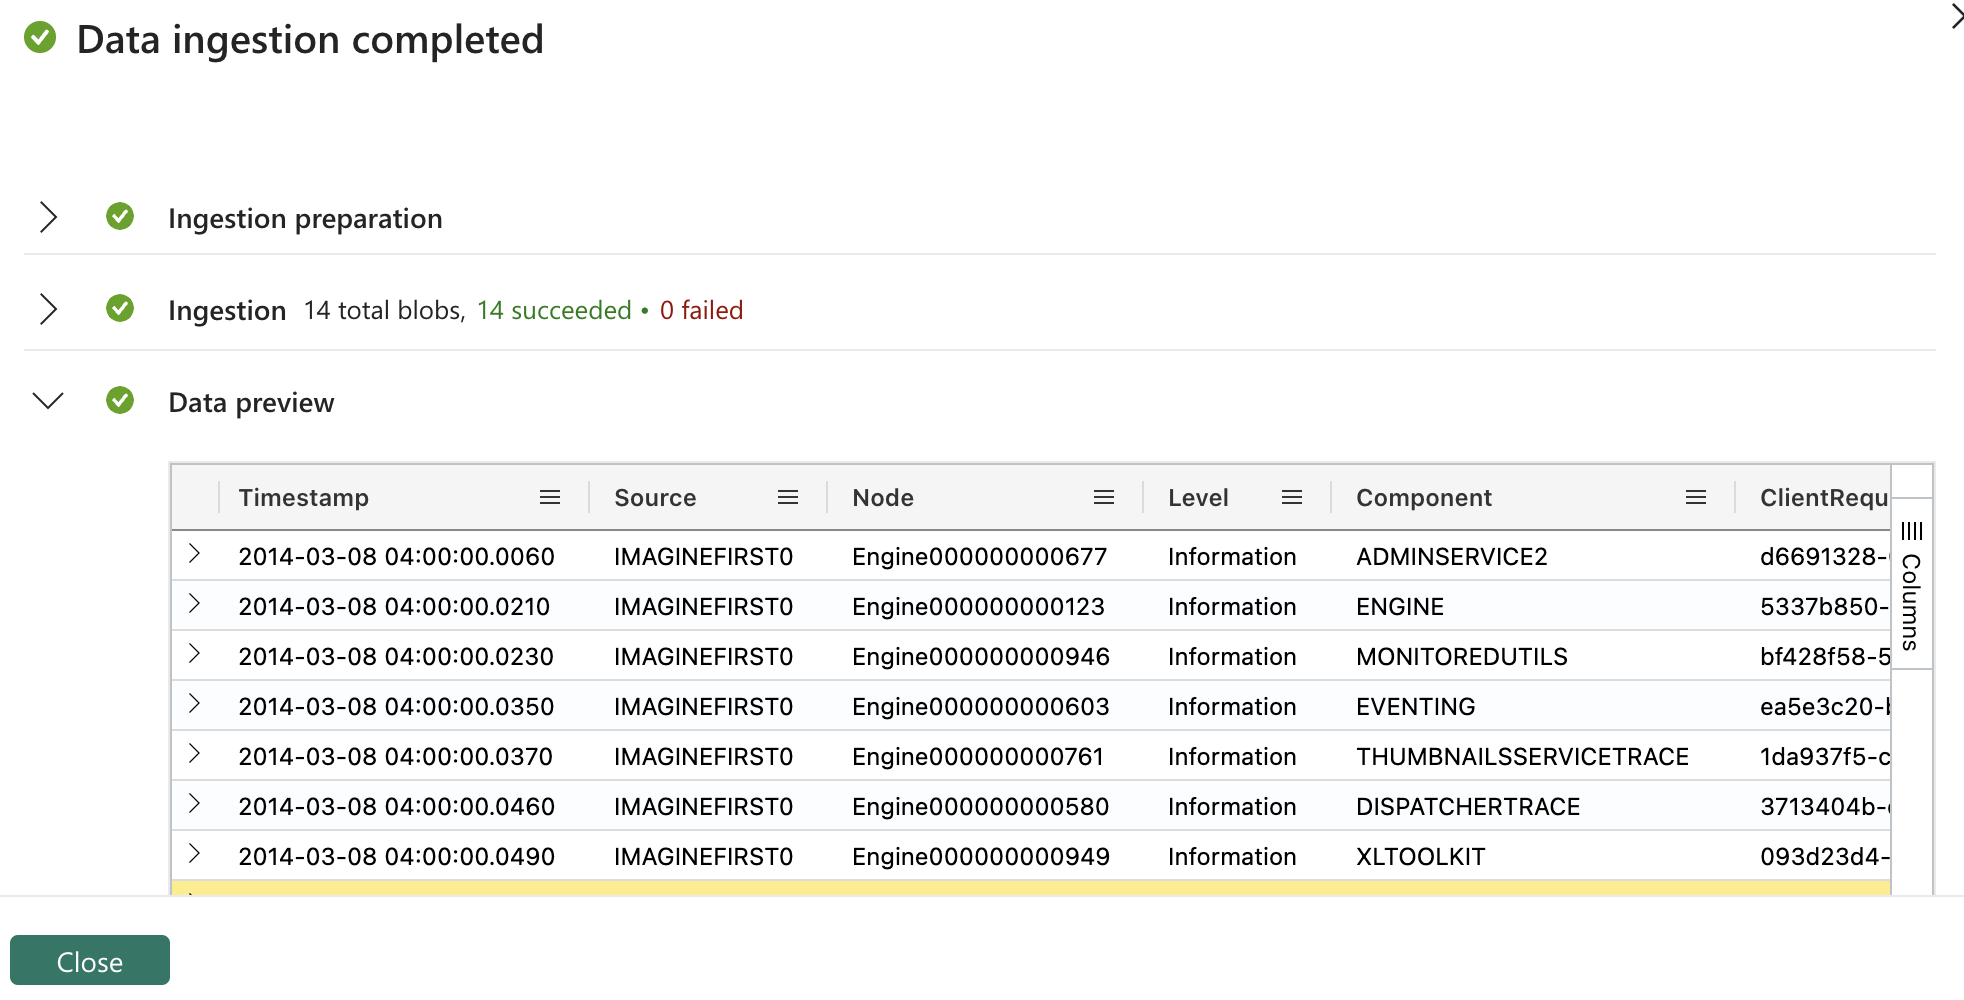 Data ingestion completed
Ingestion preparation
Ingestion 14 total blobs, 14 succeeded • 0 failed
Data preview
Timestamp Source Node Level Component ClientRequ
2014-03-08 04:00:00.0060 IMAGINEFIRST0 Engine000000000677 Information ADMINSERVICE2 d6691328-
2014-03-08 04:00:00.0210 IMAGINEFIRST0 Engine000000000123 Information ENGINE 5337b850-
2014-03-08 04:00:00.0230 IMAGINEFIRST0 Engine000000000946 Information MONITOREDUTILS bf428f58-5
2014-03-08 04:00:00.0350 IMAGINEFIRST0 Engine000000000603 Information EVENTING ea5e3c20-
2014-03-08 04:00:00.0370 IMAGINEFIRST0 Engine000000000761 Information THUMBNAILSSERVICETRACE 1da937f5-c
2014-03-08 04:00:00.0460 IMAGINEFIRST0 Engine000000000580 Information DISPATCHERTRACE 3713404b-
2014-03-08 04:00:00.0490 IMAGINEFIRST0 Engine000000000949 Information XLTOOLKIT 093d23d4-
Columns
Close